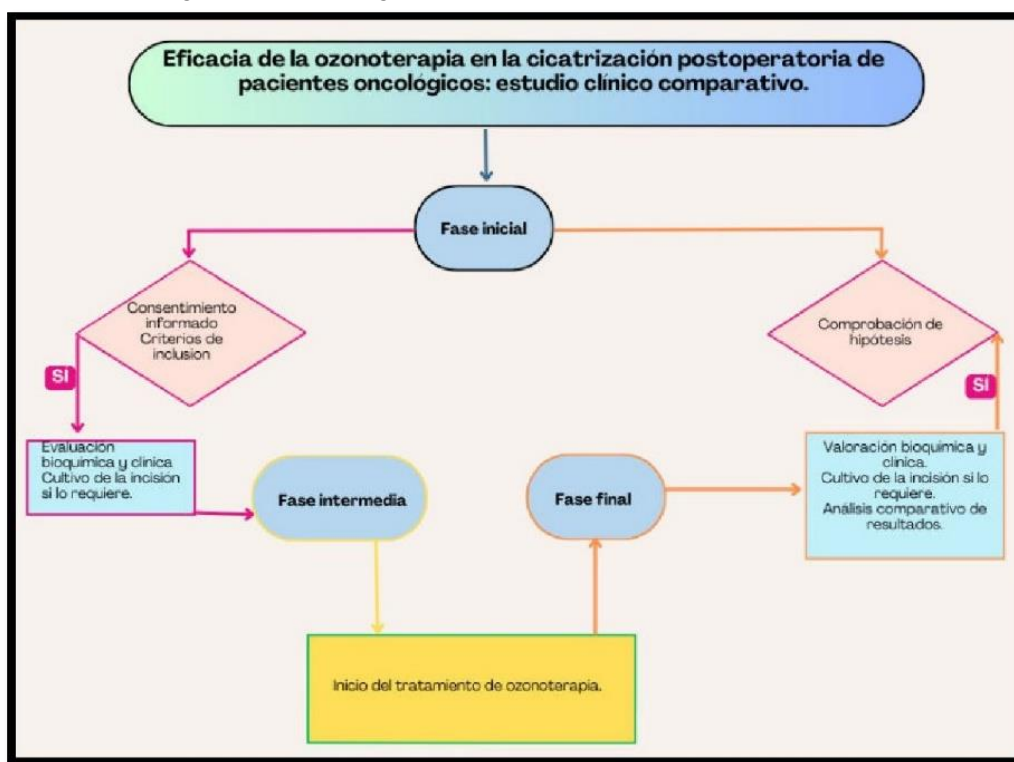 Eficacia de la ozonoterapia en la cicatrización postoperatoria de
pacientes oncológicos: estudio clínico comparativo.
Fase inicial
Consentimiento
informado
Criterios de
inclusion
Comprobación de
hipótesis
SI
SI
Evaluación
bioquímica y clínica
Cultivo de la incisión
si lo requiere.
Fase intermedia
Fase final
Valoración bioquímica y
clínica.
Cultivo de la incisión si lo
requiere.
Análisis comparativo de
resultados.
Inicio del tratamiento de ozonoterapia.